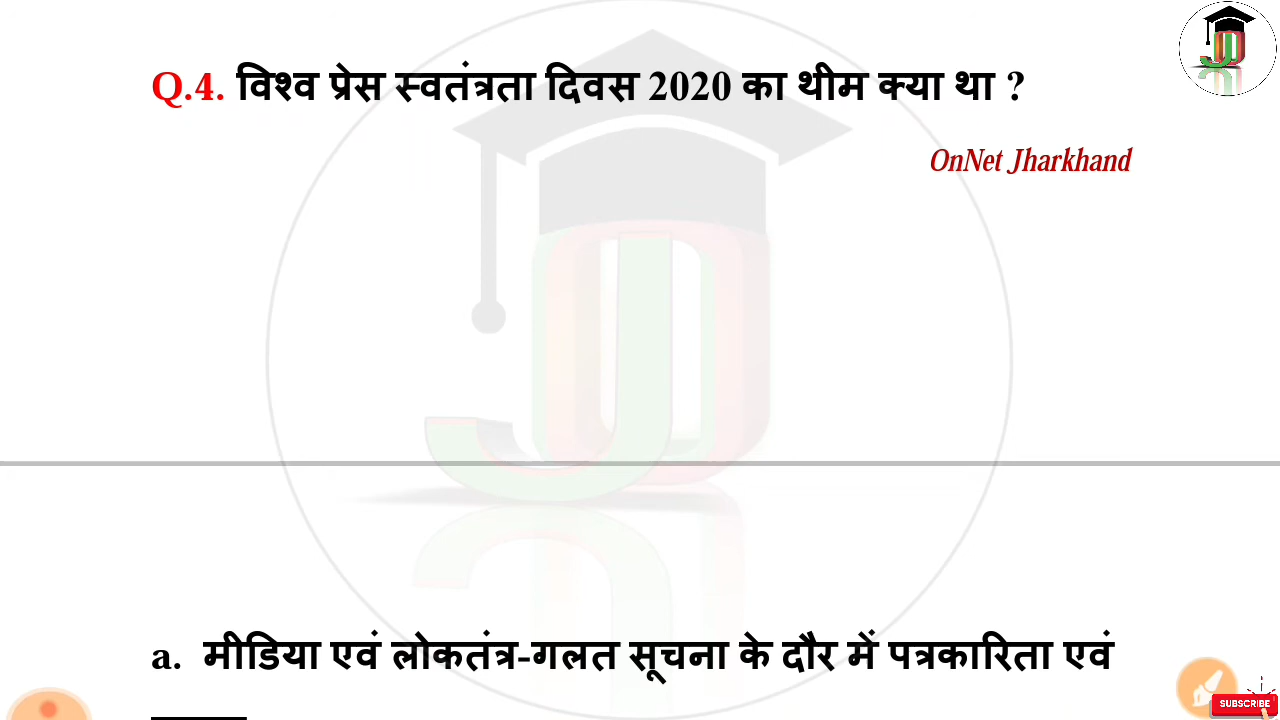 Q.4. विश्व प्रेस स्वतंत्रता दिवस 2020 का थीम क्या था ?
OnNet Jharkhand
a. मीडिया एवं लोकतंत्र-गलत सूचना के दौर में पत्रकारिता एवं
SUBSCRIBE